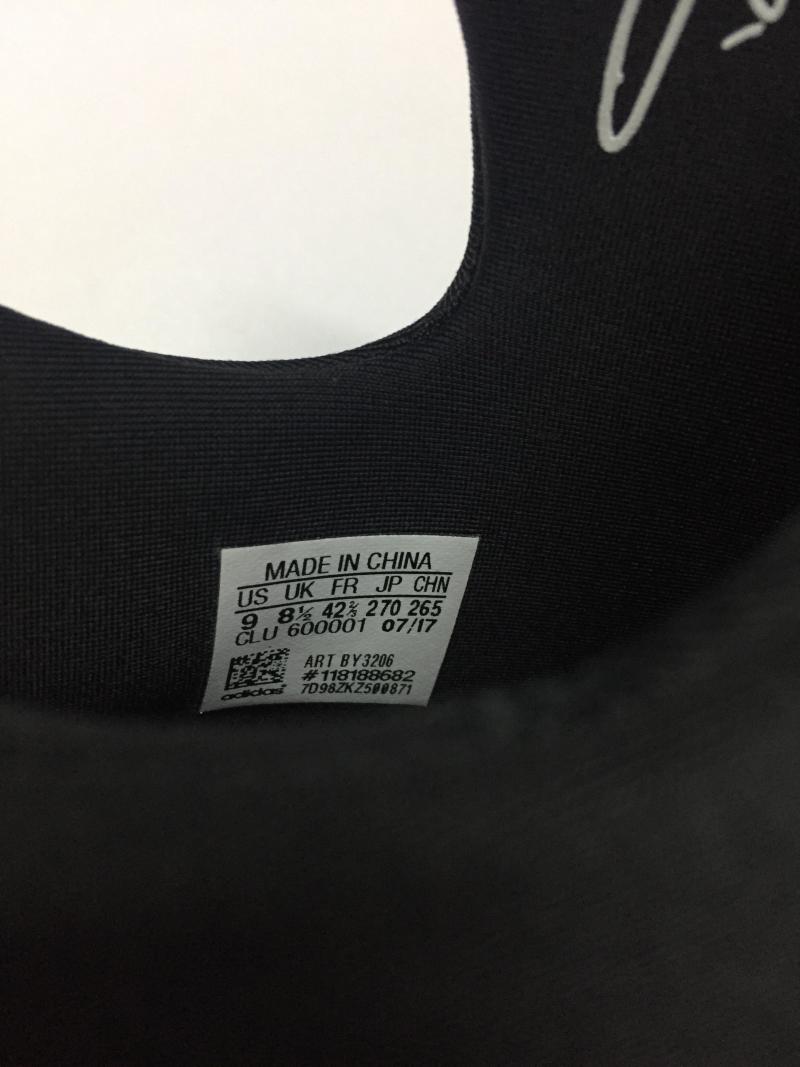 MADE IN CHINA
US UK FR JP CHN
9 8½ 42⅔ 270 265
CLU 600001 07/17
ART BY3206
#118188682
adidas 7D98ZKZ500871